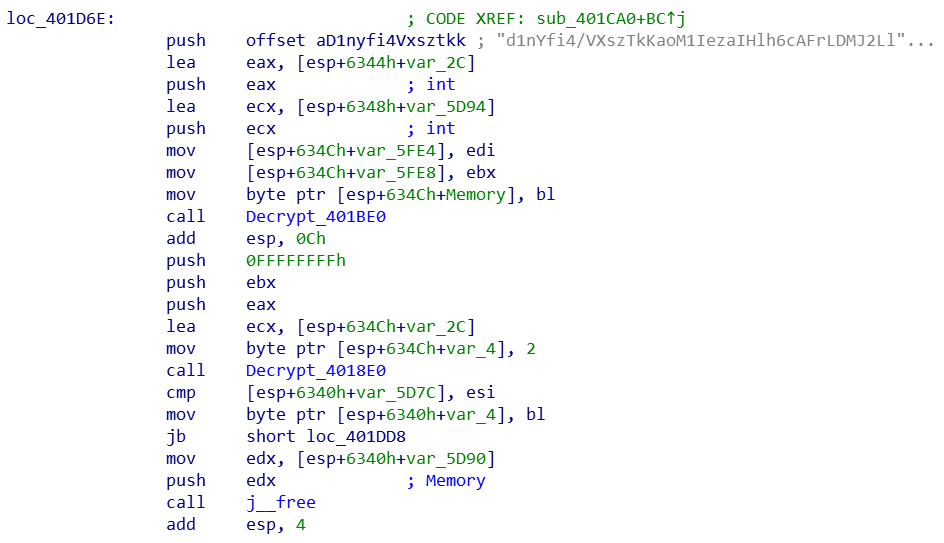 loc_401D6E: ; CODE XREF: sub_401CA0+BC↑j
push offset aD1nyfi4Vxsztkk ; "d1nYfi4/VXszTkKaoM1IezaIHlh6cAFrLDMJ2Ll"...
lea eax, [esp+6344h+var_2C]
push eax ; int
lea ecx, [esp+6348h+var_5D94]
push ecx ; int
mov [esp+634Ch+var_5FE4], edi
mov [esp+634Ch+var_5FE8], ebx
mov byte ptr [esp+634Ch+Memory], bl
call Decrypt_401BE0
add esp, 0Ch
push 0FFFFFFFFh
push ebx
push eax
lea ecx, [esp+634Ch+var_2C]
mov byte ptr [esp+634Ch+var_4], 2
call Decrypt_4018E0
cmp [esp+6340h+var_5D7C], esi
mov byte ptr [esp+6340h+var_4], bl
jb short loc_401DD8
mov edx, [esp+6340h+var_5D90]
push edx ; Memory
call j__free
add esp, 4